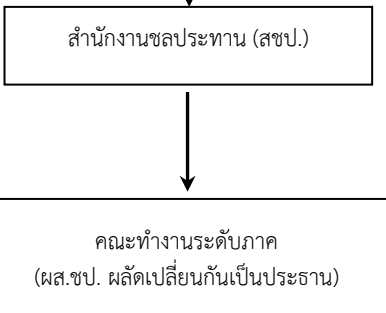 สำนักงานชลประทาน (สชป.)
คณะทำงานระดับภาค
(ผส.ชป. ผลัดเปลี่ยนกันเป็นประธาน)